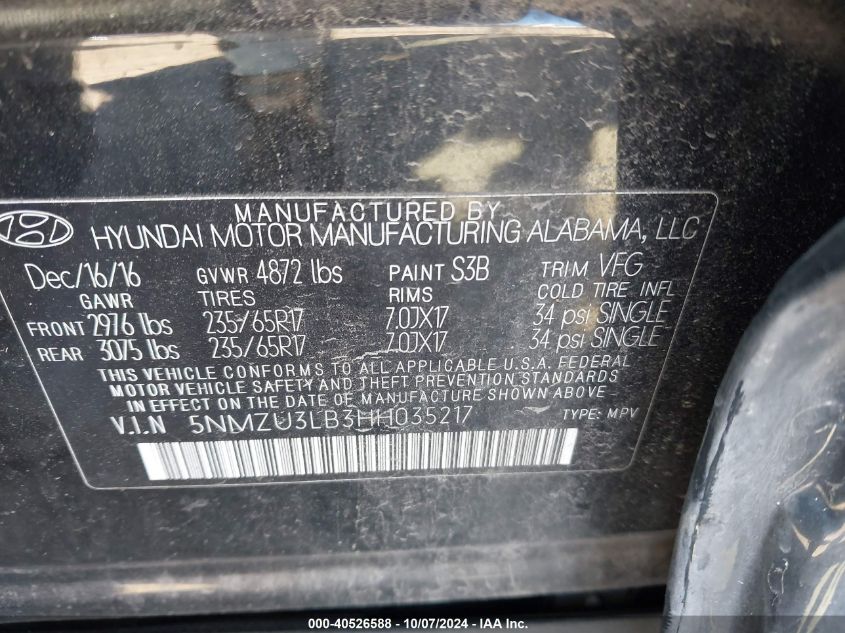 MANUFACTURED BY
HYUNDAI MOTOR MANUFACTURING ALABAMA, LLC
Dec/16/16 GVWR 4872 lbs PAINT S3B TRIM VFG
GAWR TIRES RIMS COLD TIRE INFL
FRONT 2976 lbs 235/65R17 7.0JX17 34 psi SINGLE
REAR 3075 lbs 235/65R17 7.0JX17 34 psi SINGLE
THIS VEHICLE CONFORMS TO ALL APPLICABLE U.S.A. FEDERAL
MOTOR VEHICLE SAFETY AND THEFT PREVENTION STANDARDS
IN EFFECT ON THE DATE OF MANUFACTURE SHOWN ABOVE.
V.I.N 5NMZU3LB3HH035217 TYPE: MPV
000-40526588 - 10/07/2024 - IAA Inc.